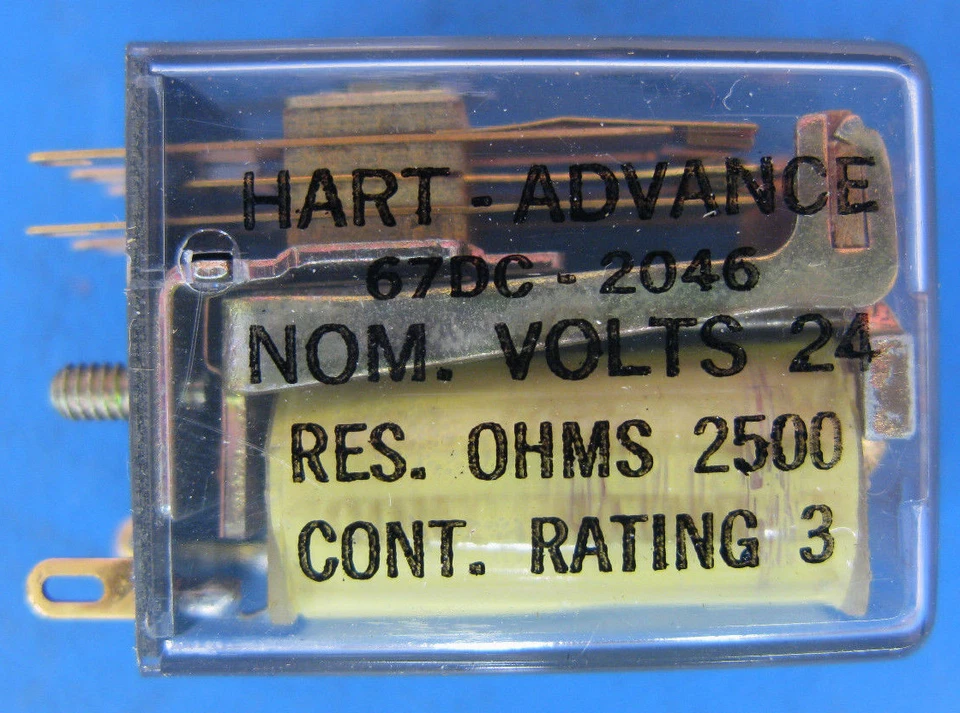 HART - ADVANCE
67DC - 2046
NOM. VOLTS 24
RES. OHMS 2500
CONT. RATING 3